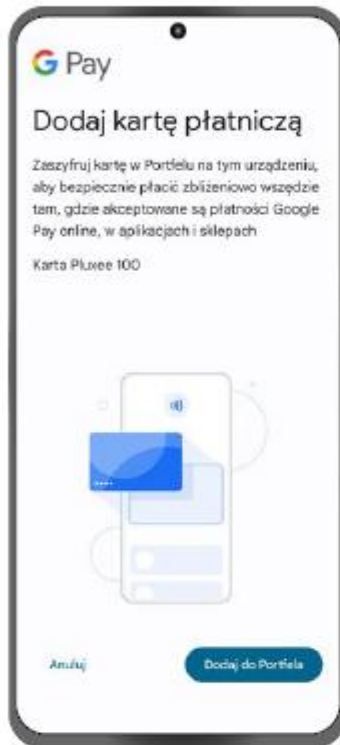 G Pay
Dodaj kartę płatniczą
Zaszyfruj kartę w Portfelu na tym urządzeniu,
aby bezpiecznie płacić zbliżeniowo wszędzie
tam, gdzie akceptowane są płatności Google
Pay online, w aplikacjach i sklepach
Karta Pluxee 100
Anuluj
Dodaj do Portfela